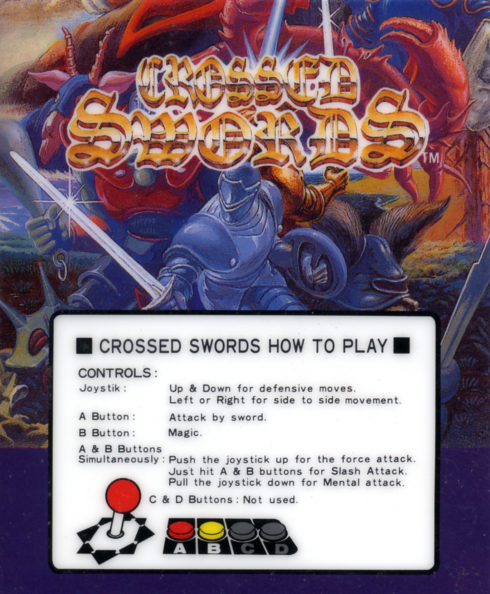 CROSSED
SWORDS™
■ CROSSED SWORDS HOW TO PLAY ■
CONTROLS :
Joystik : Up & Down for defensive moves.
Left or Right for side to side movement.
A Button : Attack by sword.
B Button : Magic.
A & B Buttons
Simultaneously : Push the joystick up for the force attack.
Just hit A & B buttons for Slash Attack.
Pull the joystick down for Mental attack.
C & D Buttons : Not used.
A B C D